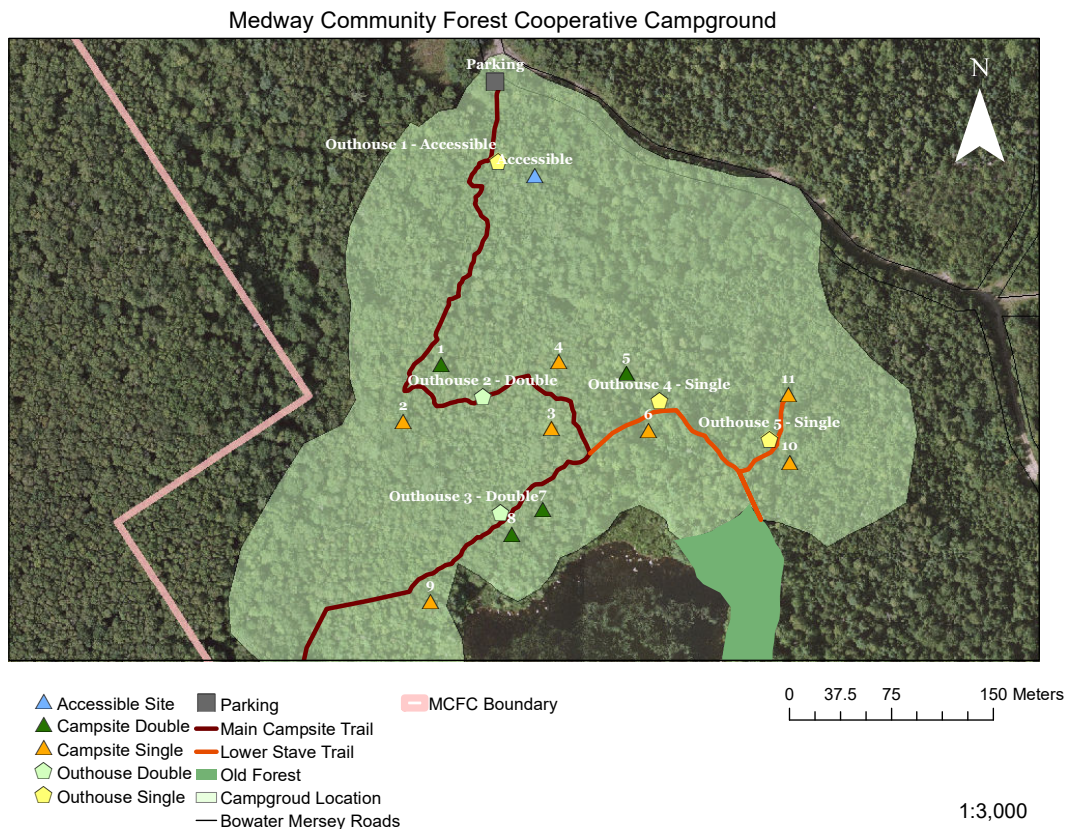 Medway Community Forest Cooperative Campground
Parking
N
Outhouse 1 - Accessible
Accessible
1
4
5
Outhouse 2 - Double
Outhouse 4 - Single
11
2
3
6
Outhouse 5 - Single
10
Outhouse 3 - Double
7
8
9
Accessible Site
Campsite Double
Campsite Single
Outhouse Double
Outhouse Single
Parking
Main Campsite Trail
Lower Stave Trail
Old Forest
Campgroud Location
Bowater Mersey Roads
MCFC Boundary
0 37.5 75 150 Meters
1:3,000